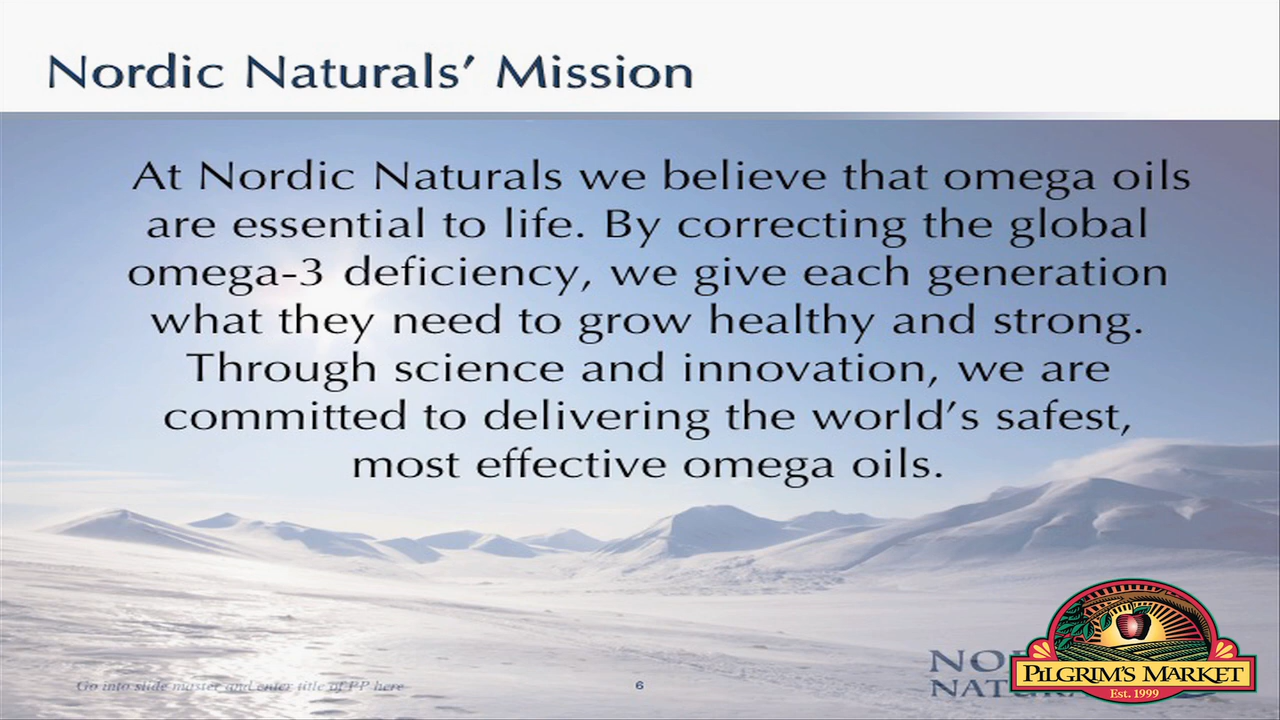 Nordic Naturals’ Mission
At Nordic Naturals we believe that omega oils
are essential to life. By correcting the global
omega-3 deficiency, we give each generation
what they need to grow healthy and strong.
Through science and innovation, we are
committed to delivering the world’s safest,
most effective omega oils.
Go into slide master and enter title of PP here
6
PILGRIM'S MARKET
Est. 1999